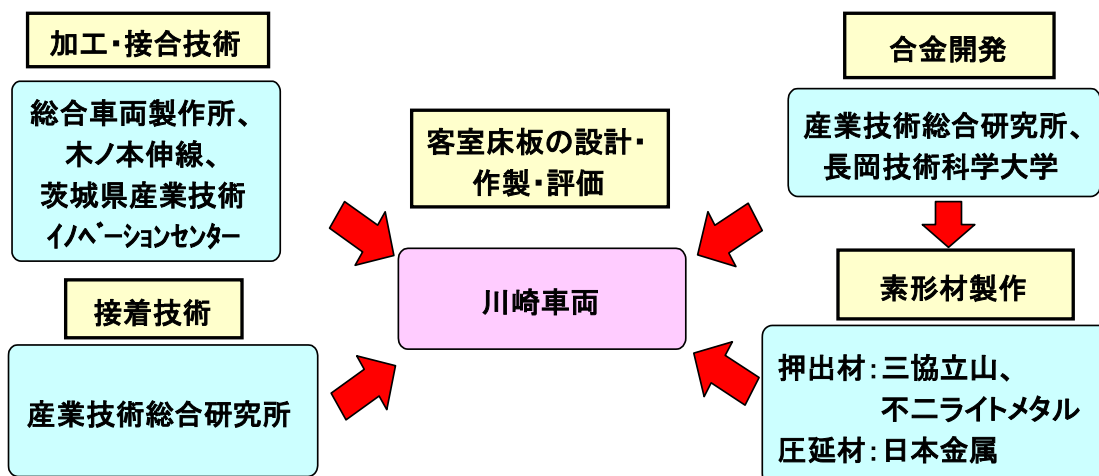 加工・接合技術
総合車両製作所、
木ノ本伸線、
茨城県産業技術
ｲﾉﾍﾞｰｼｮﾝｾﾝﾀｰ
接着技術
産業技術総合研究所
客室床板の設計・
作製・評価
川崎車両
合金開発
産業技術総合研究所、
長岡技術科学大学
素形材製作
押出材：三協立山、
不二ライトメタル
圧延材：日本金属